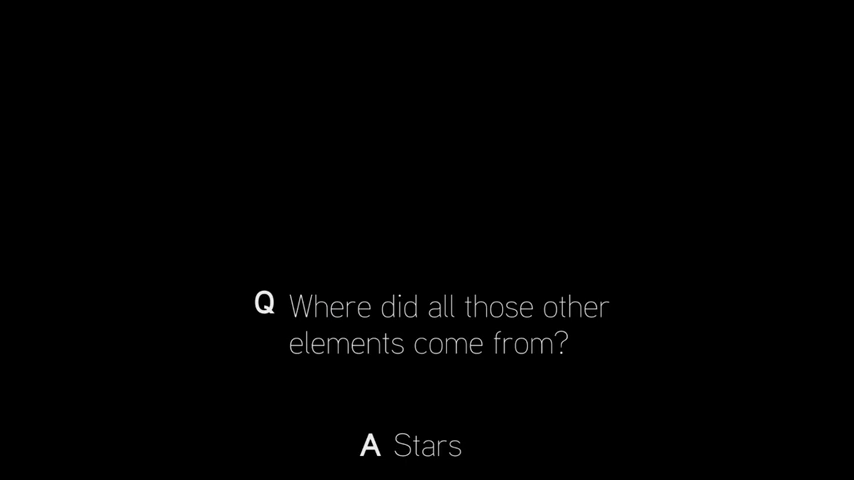 Q Where did all those other
elements come from?
A Stars